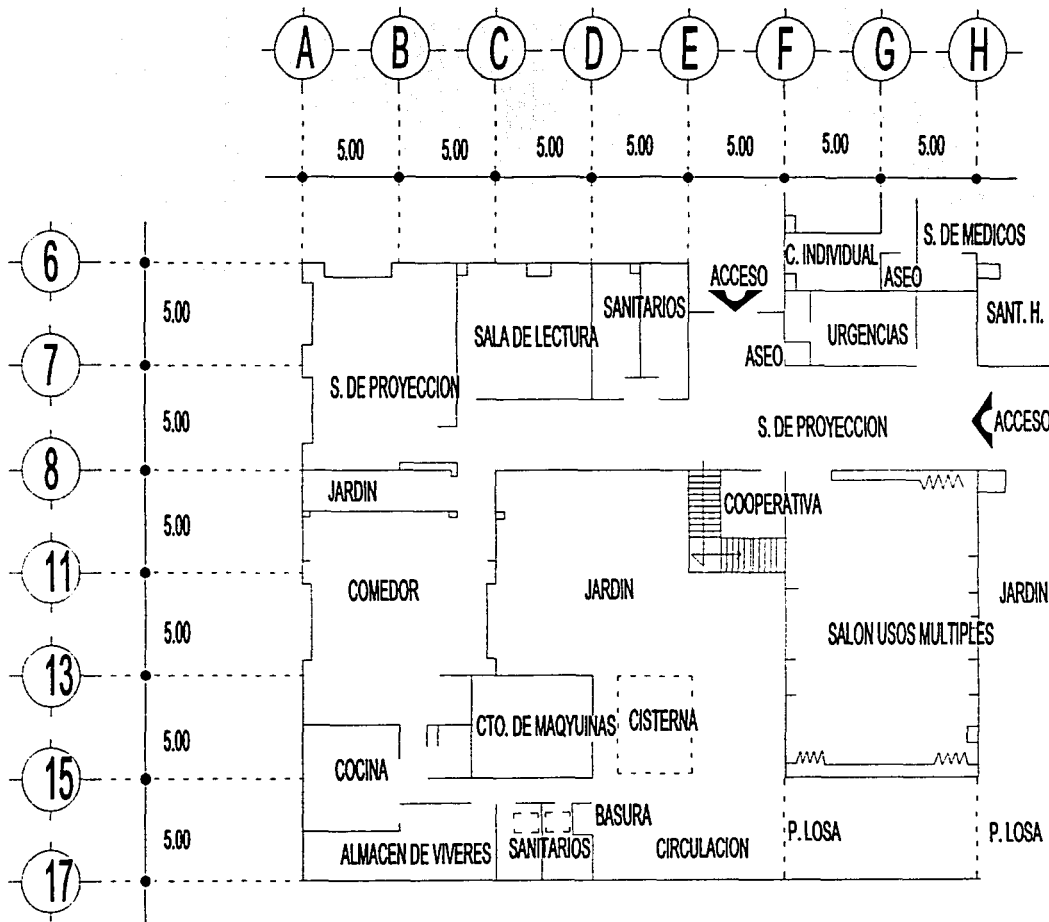 A B C D E F G H
5.00 5.00 5.00 5.00 5.00 5.00 5.00
6
5.00
7
5.00
8
5.00
11
5.00
13
5.00
15
5.00
17
S. DE MEDICOS
C. INDIVIDUAL
ASEO
ACCESO
SANITARIOS
SANT. H.
URGENCIAS
SALA DE LECTURA
ASEO
S. DE PROYECCION
ACCESO
S. DE PROYECCION
JARDIN
COOPERATIVA
COMEDOR
JARDIN
JARDIN
SALON USOS MULTIPLES
CTO. DE MAQYUINAS
CISTERNA
COCINA
BASURA
P. LOSA
P. LOSA
ALMACEN DE VIVERES
SANITARIOS
CIRCULACION